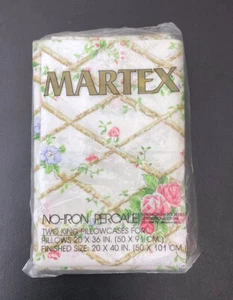 MARTEX
NO-IRON PERCALE
TWO KING PILLOWCASES FOR
PILLOWS 20 X 36 IN. (50 X 91 CM.)
FINISHED SIZE: 20 X 40 IN. (50 X 101 CM.)